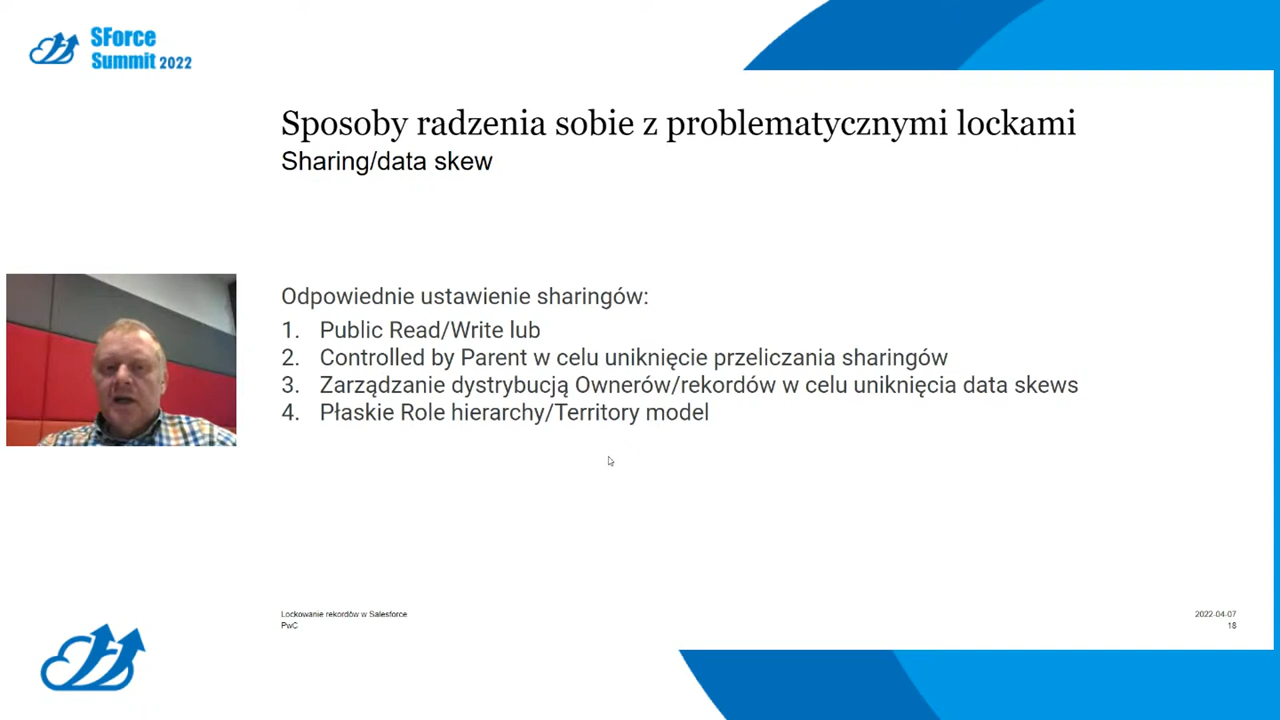 SForce
Summit 2022
Sposoby radzenia sobie z problematycznymi lockami
Sharing/data skew
Odpowiednie ustawienie sharingów:
1. Public Read/Write lub
2. Controlled by Parent w celu uniknięcie przeliczania sharingów
3. Zarządzanie dystrybucją Ownerów/rekordów w celu uniknięcia data skews
4. Płaskie Role hierarchy/Territory model
Lockowanie rekordów w Salesforce
PwC
2022-04-07
18